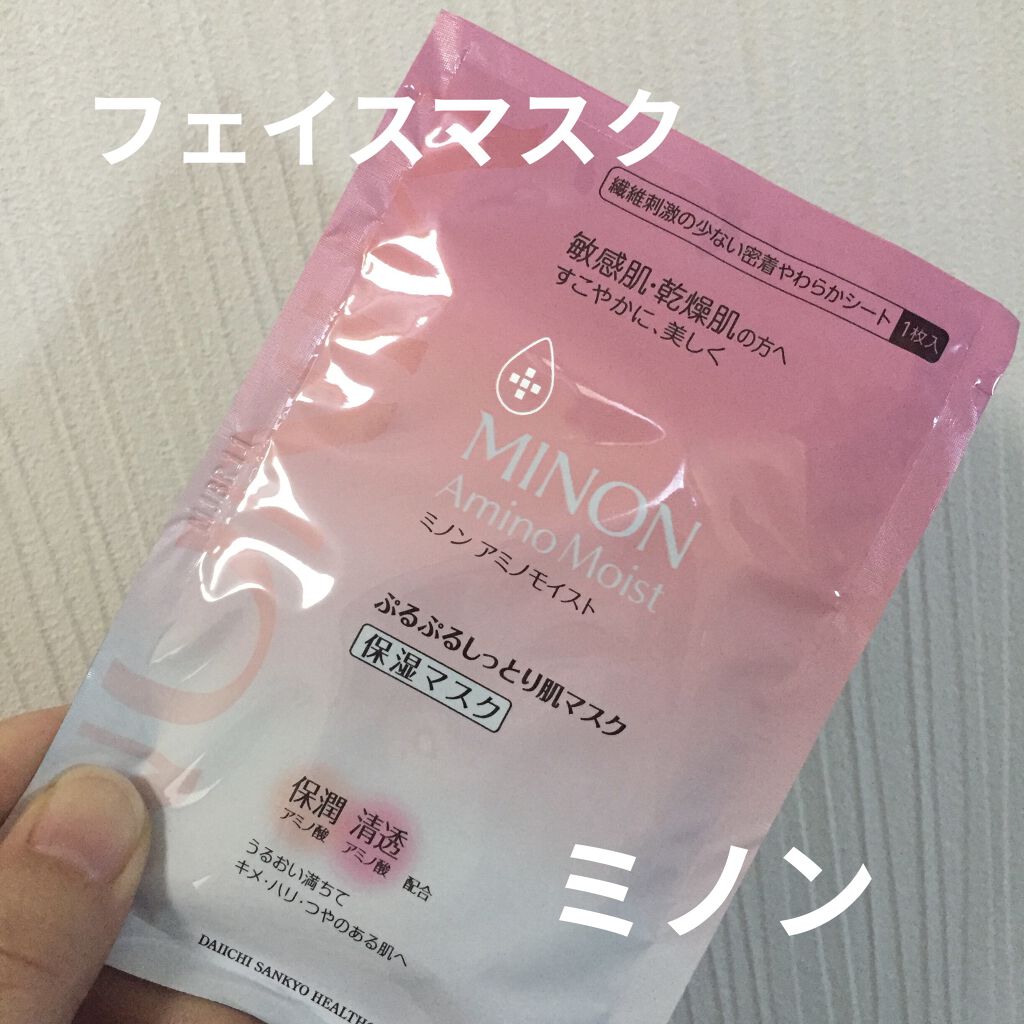 フェイスマスク
繊維刺激の少ない密着やわらかシート 1枚入
敏感肌・乾燥肌の方へ
すこやかに、美しく
MINON
Amino Moist
ミノン アミノモイスト
ぷるぷるしっとり肌マスク
保湿マスク
保潤 清透
アミノ酸 アミノ酸 配合
うるおい満ちて
キメ・ハリ・つやのある肌へ
DAIICHI SANKYO HEALTHC
ミノン